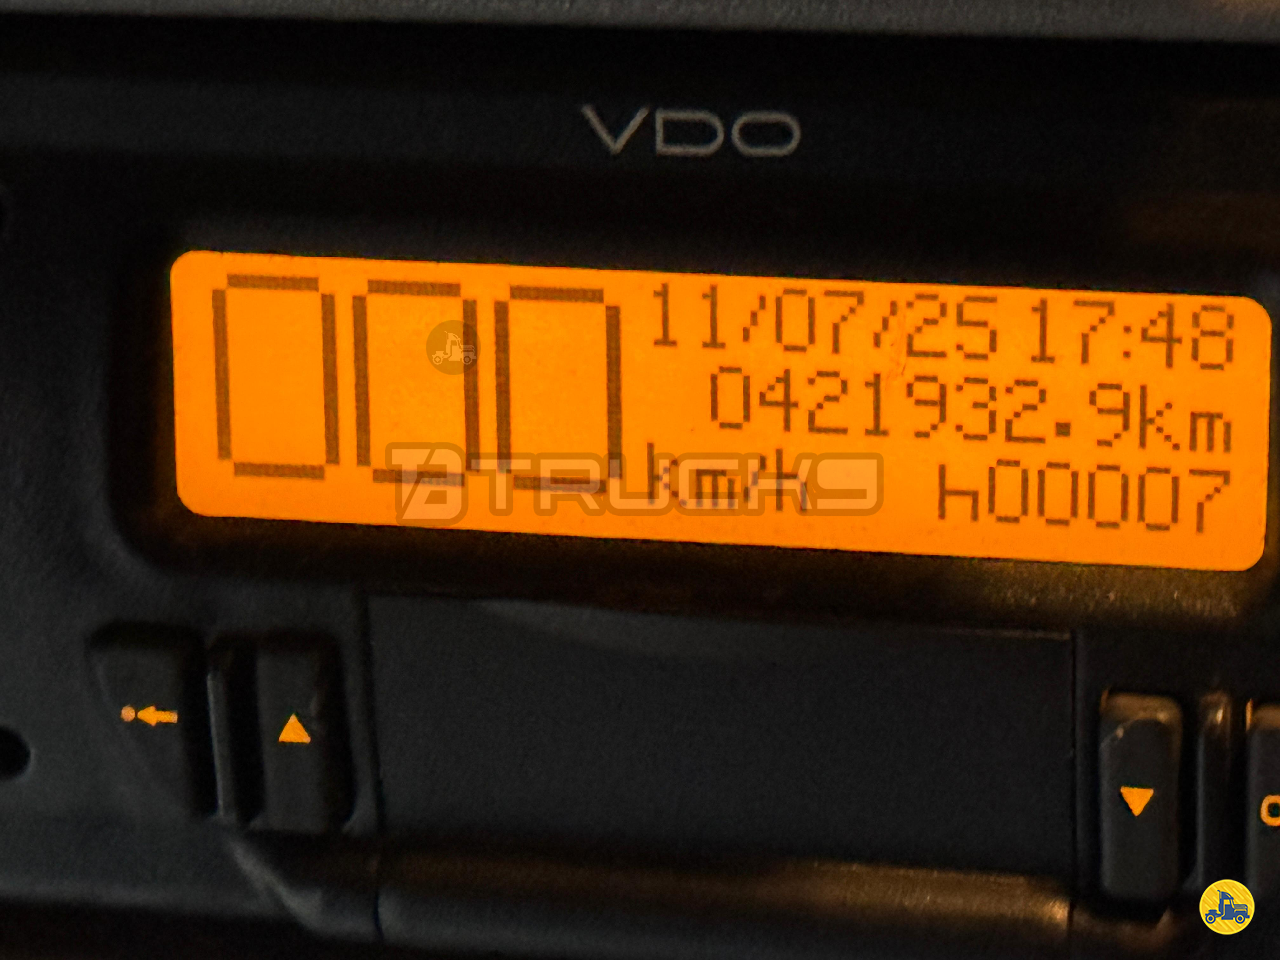 VDO
000
11/07/25 17:48
0421932.9km
km/h
h00007
TRUCKS